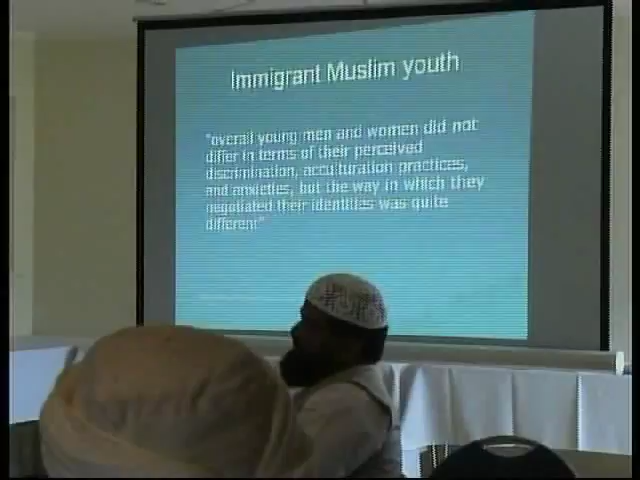 Immigrant Muslim youth
"overall young men and women did not
differ in terms of their perceived
discrimination, acculturation practices,
and anxieties, but the way in which they
negotiated their identities was quite
different"